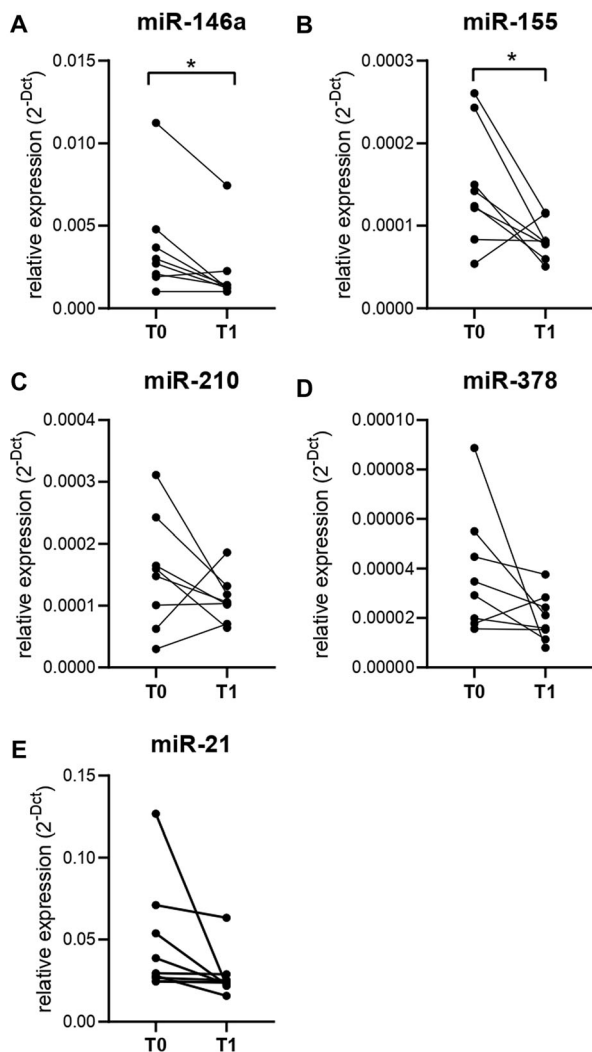 A
miR-146a
relative expression (2^-Dct)
0.015
0.010
0.005
0.000
*
T0 T1
B
miR-155
relative expression (2^-Dct)
0.0003
0.0002
0.0001
0.0000
*
T0 T1
C
miR-210
relative expression (2^-Dct)
0.0004
0.0003
0.0002
0.0001
0.0000
T0 T1
D
miR-378
relative expression (2^-Dct)
0.00010
0.00008
0.00006
0.00004
0.00002
0.00000
T0 T1
E
miR-21
relative expression (2^-Dct)
0.15
0.10
0.05
0.00
T0 T1